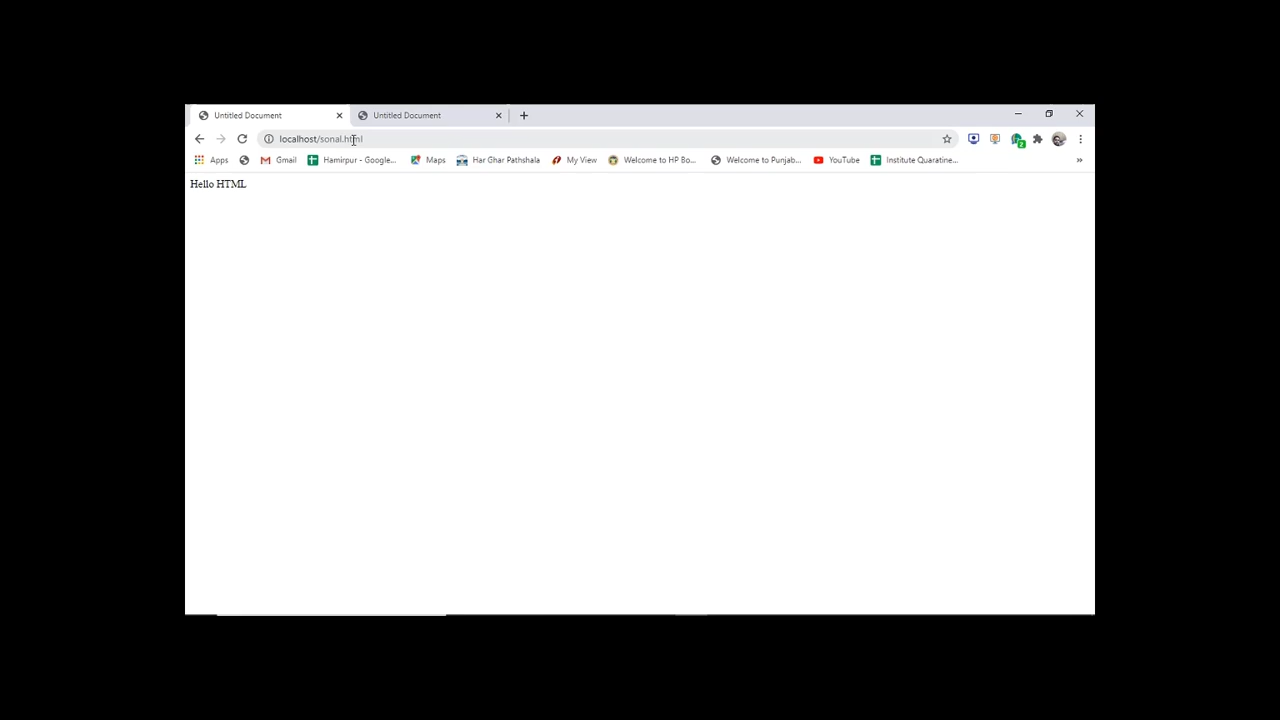 Untitled Document Untitled Document
localhost/sonal.html
Apps Gmail Hamirpur - Google... Maps Har Ghar Pathshala My View Welcome to HP Bo... Welcome to Punjab... YouTube Institute Quaratine... »
Hello HTML